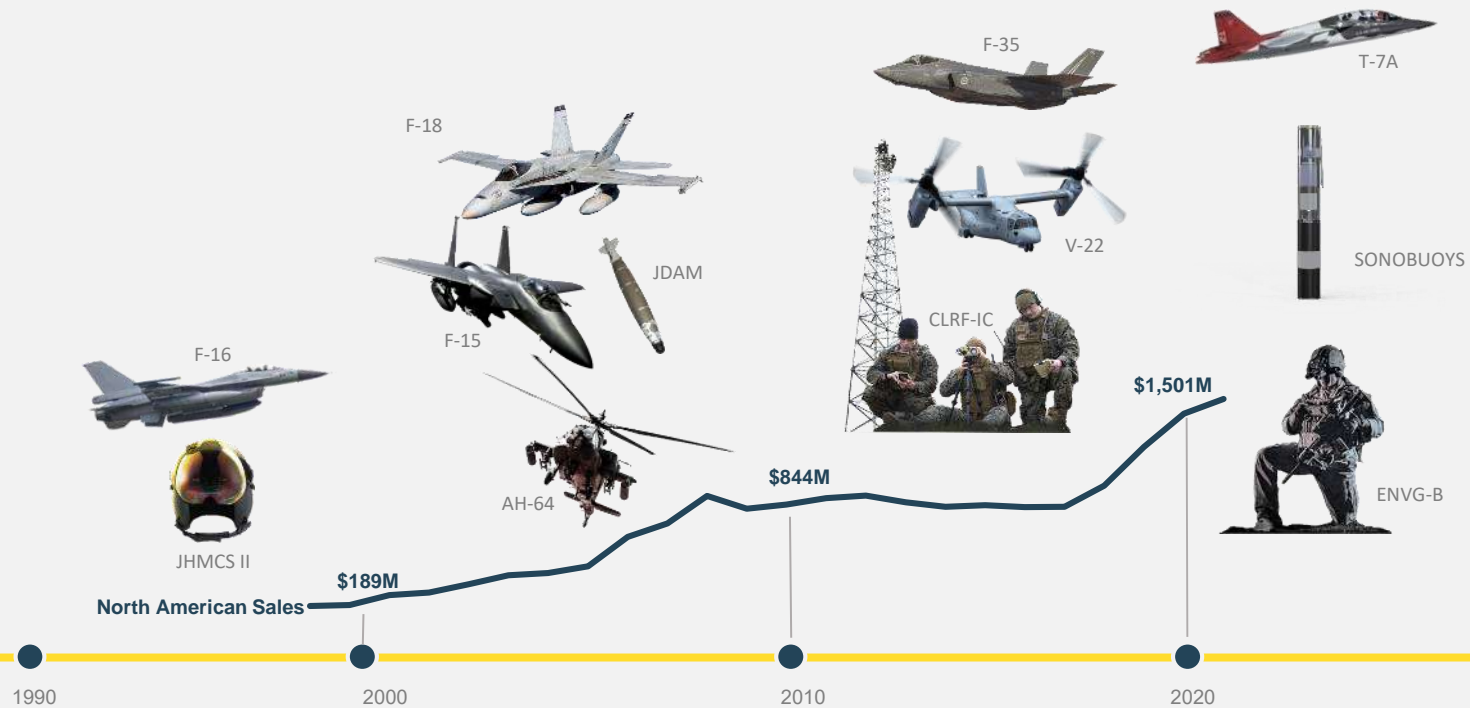 F-35
T-7A
F-18
V-22
SONOBUOYS
JDAM
CLRF-IC
F-15
F-16
$1,501M
$844M
ENVG-B
AH-64
JHMCS II
$189M
North American Sales
1990
2000
2010
2020